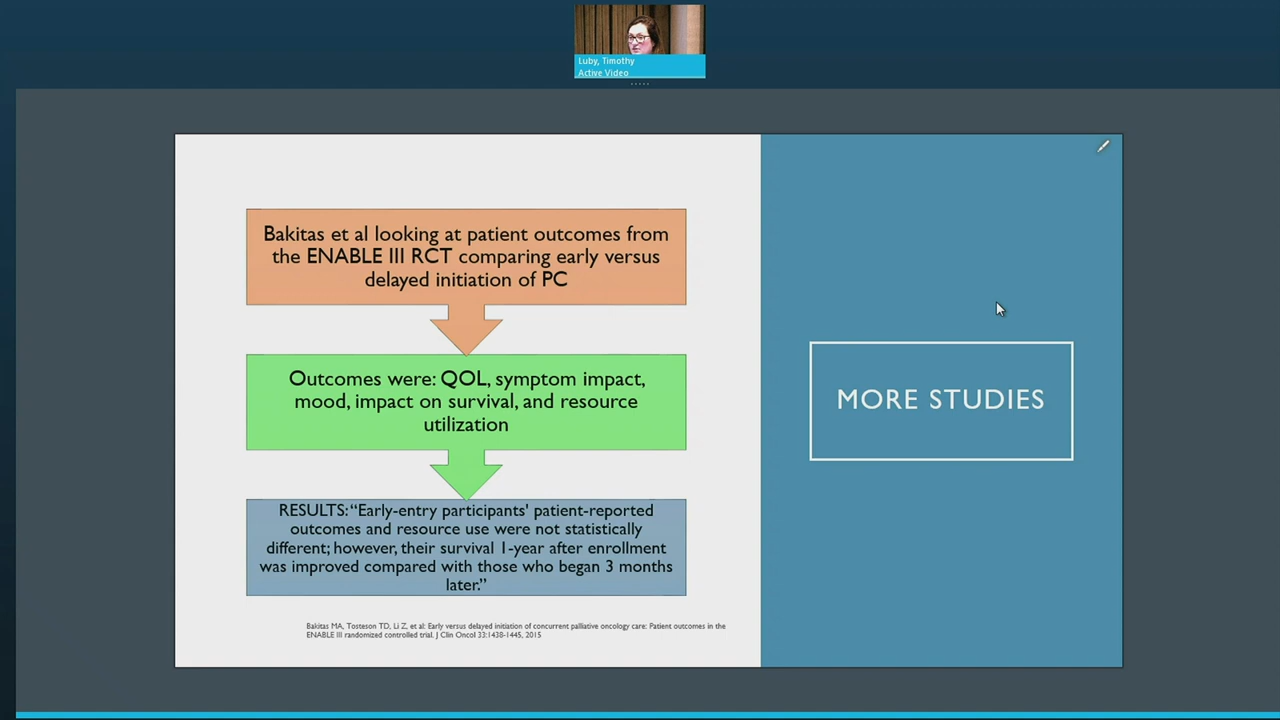 Luby, Timothy
Active Video
Bakitas et al looking at patient outcomes from
the ENABLE III RCT comparing early versus
delayed initiation of PC
Outcomes were: QOL, symptom impact,
mood, impact on survival, and resource
utilization
RESULTS: “Early-entry participants' patient-reported
outcomes and resource use were not statistically
different; however, their survival 1-year after enrollment
was improved compared with those who began 3 months
later.”
Bakitas MA, Tosteson TD, Li Z, et al: Early versus delayed initiation of concurrent palliative oncology care: Patient outcomes in the
ENABLE III randomized controlled trial. J Clin Oncol 33:1438-1445, 2015
MORE STUDIES